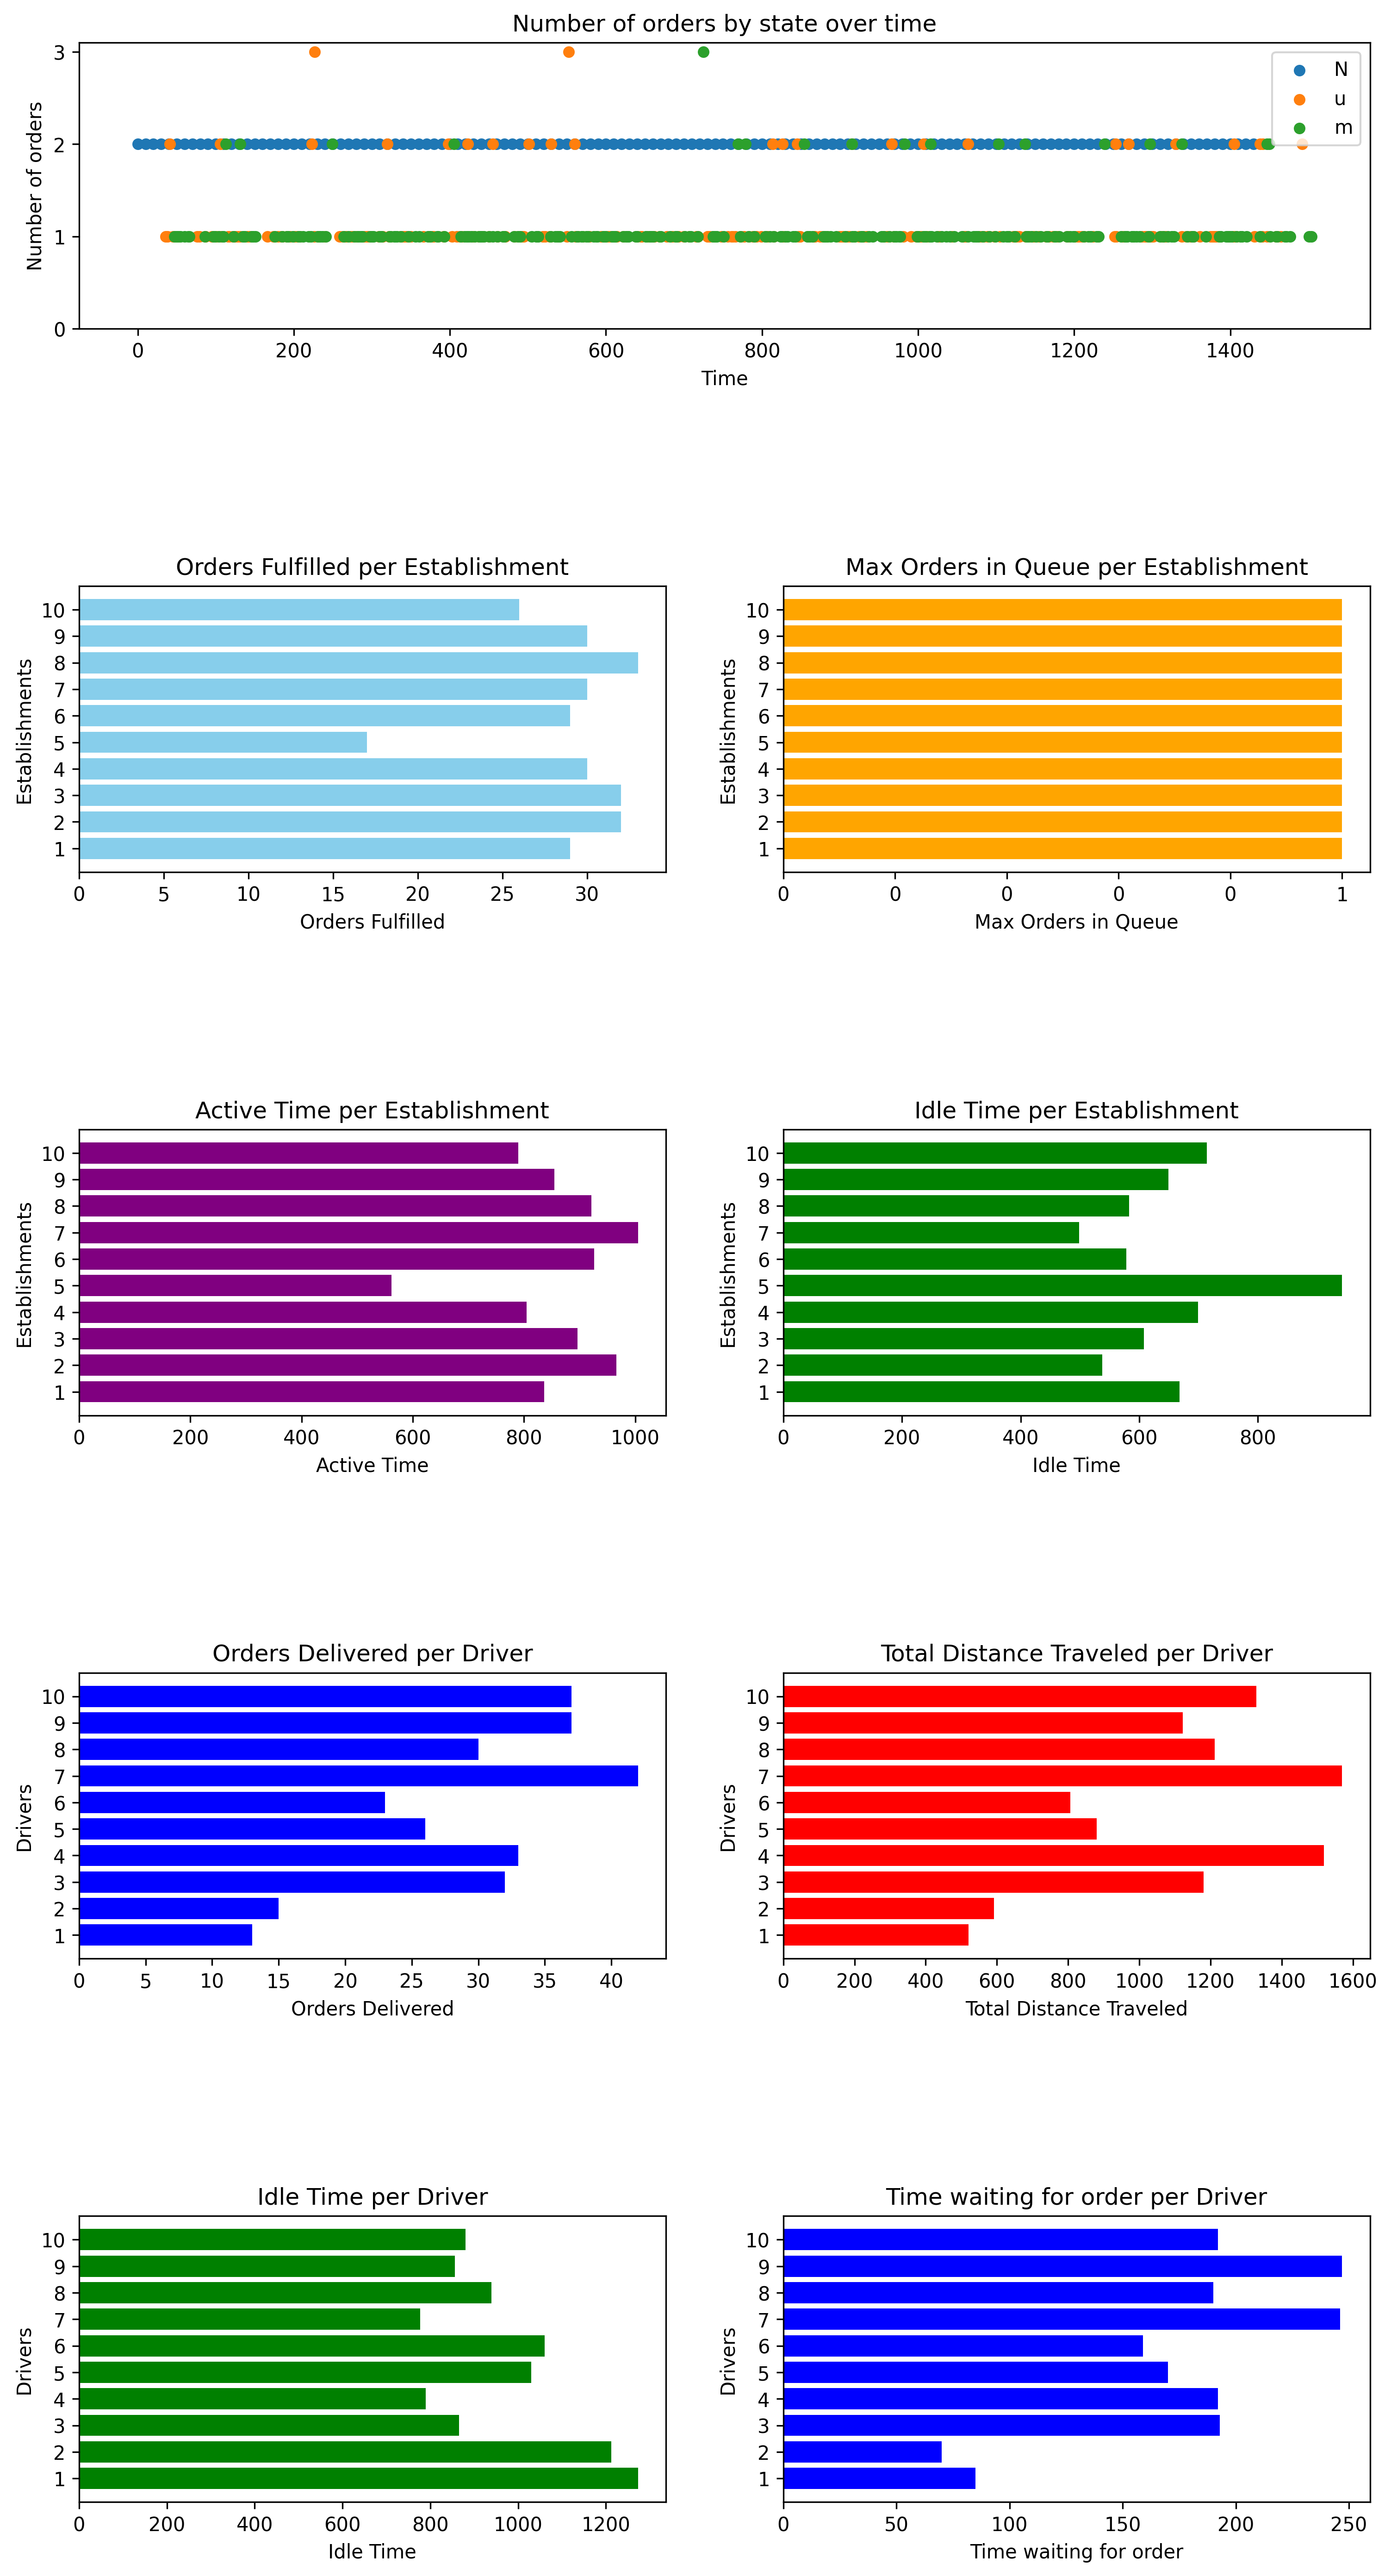 Number of orders by state over time
Number of orders
3
2
1
0
N
u
m
0 200 400 600 800 1000 1200 1400
Time
Orders Fulfilled per Establishment
Establishments
10
9
8
7
6
5
4
3
2
1
0 5 10 15 20 25 30
Orders Fulfilled
Max Orders in Queue per Establishment
Establishments
10
9
8
7
6
5
4
3
2
1
0 0 0 0 0 1
Max Orders in Queue
Active Time per Establishment
Establishments
10
9
8
7
6
5
4
3
2
1
0 200 400 600 800 1000
Active Time
Idle Time per Establishment
Establishments
10
9
8
7
6
5
4
3
2
1
0 200 400 600 800
Idle Time
Orders Delivered per Driver
Drivers
10
9
8
7
6
5
4
3
2
1
0 5 10 15 20 25 30 35 40
Orders Delivered
Total Distance Traveled per Driver
Drivers
10
9
8
7
6
5
4
3
2
1
0 200 400 600 800 1000 1200 1400 1600
Total Distance Traveled
Idle Time per Driver
Drivers
10
9
8
7
6
5
4
3
2
1
0 200 400 600 800 1000 1200
Idle Time
Time waiting for order per Driver
Drivers
10
9
8
7
6
5
4
3
2
1
0 50 100 150 200 250
Time waiting for order